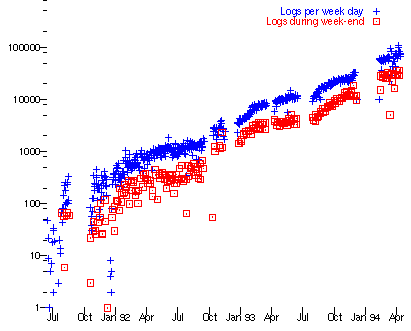 Logs per week day
Logs during week-end
100000
10000
1000
100
10
1
Jul Oct Jan 92 Apr Jul Oct Jan 93 Apr Jul Oct Jan 94 Apr